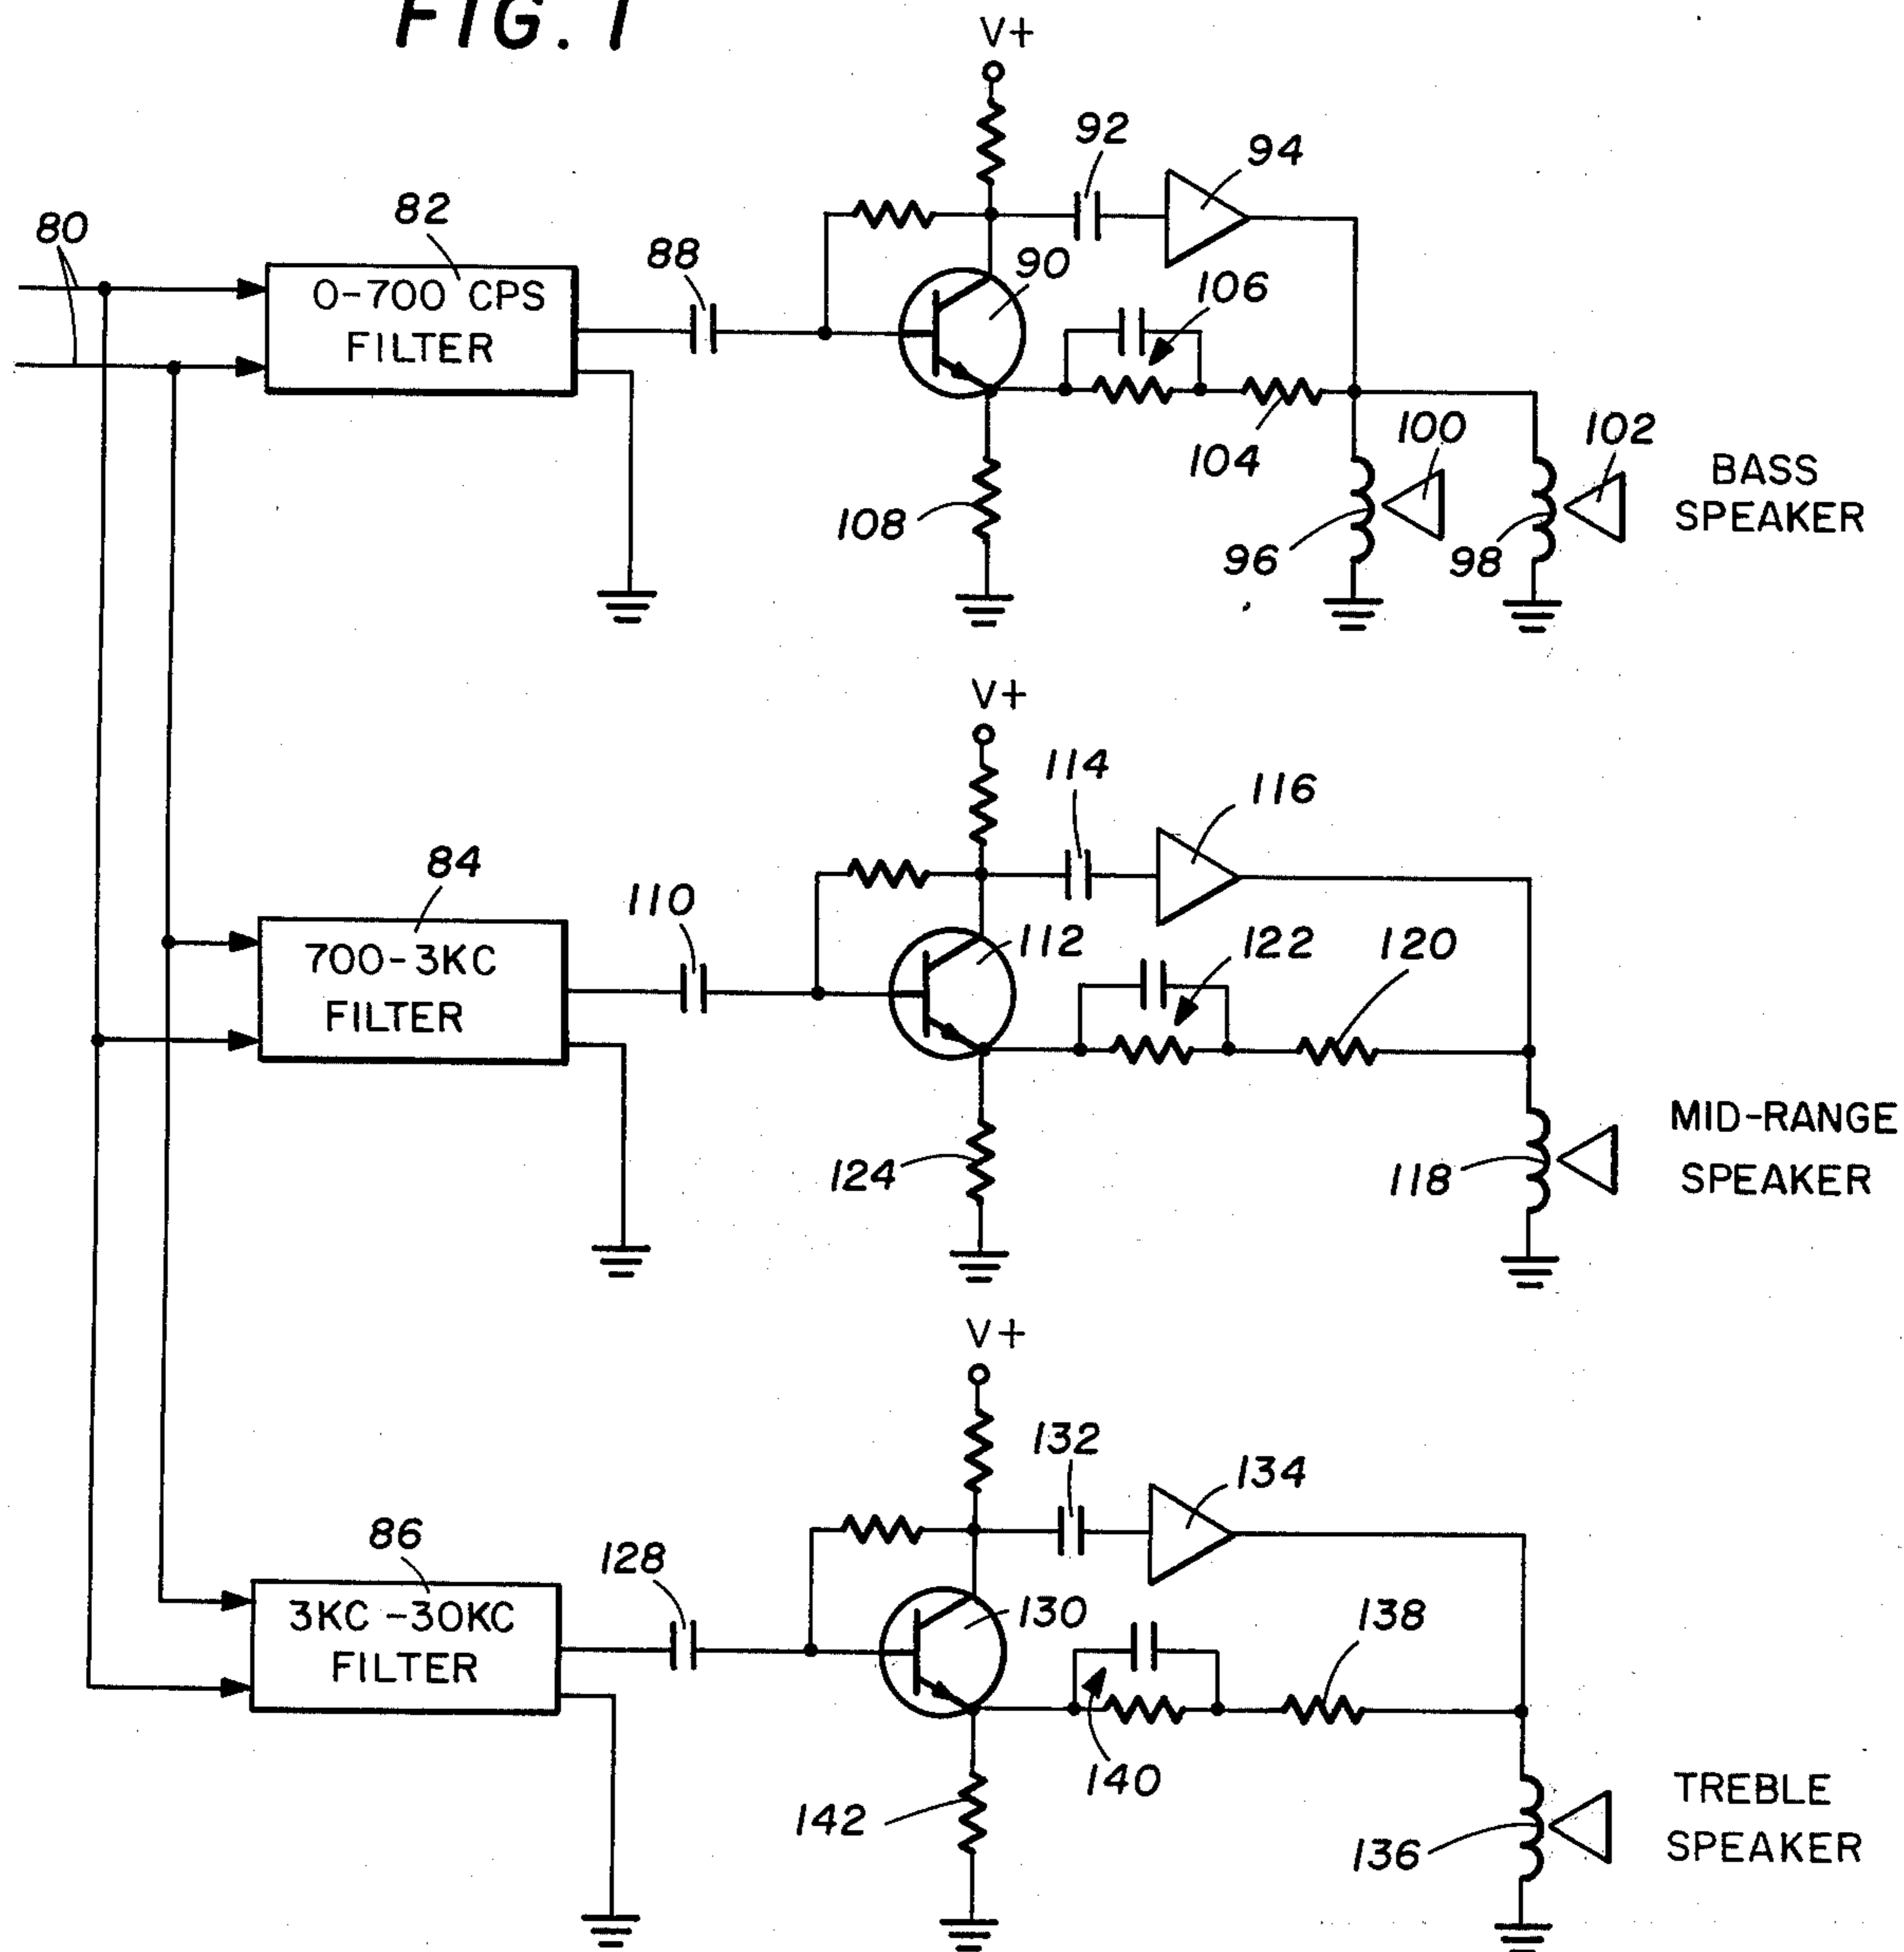 FIG. 1
V+
92
94
80
82
88
90
106
0-700 CPS
FILTER
104
100
102
BASS
SPEAKER
108
96
98
V+
114
116
84
110
112
122
120
700-3KC
FILTER
124
118
MID-RANGE
SPEAKER
V+
132
134
86
128
130
138
3KC-30KC
FILTER
140
142
136
TREBLE
SPEAKER